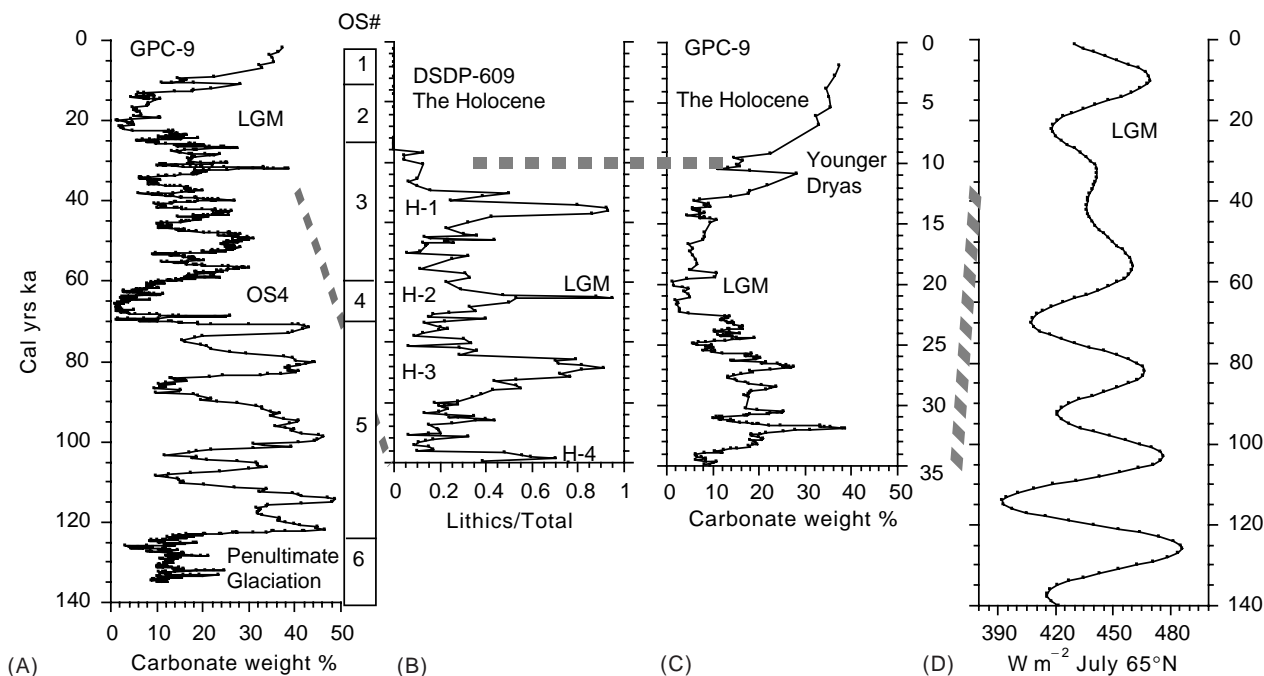 OS#
0
20
40
60
80
100
120
140
Cal yrs ka
GPC-9
LGM
OS4
Penultimate
Glaciation
1
2
3
4
5
6
0 10 20 30 40 50
(A) Carbonate weight %
DSDP-609
The Holocene
H-1
LGM
H-2
H-3
H-4
0 0.2 0.4 0.6 0.8 1
(B) Lithics/Total
GPC-9
The Holocene
Younger
Dryas
LGM
0
5
10
15
20
25
30
35
0 10 20 30 40 50
(C) Carbonate weight %
LGM
0
20
40
60
80
100
120
140
390 420 450 480
(D) W m−2 July 65°N